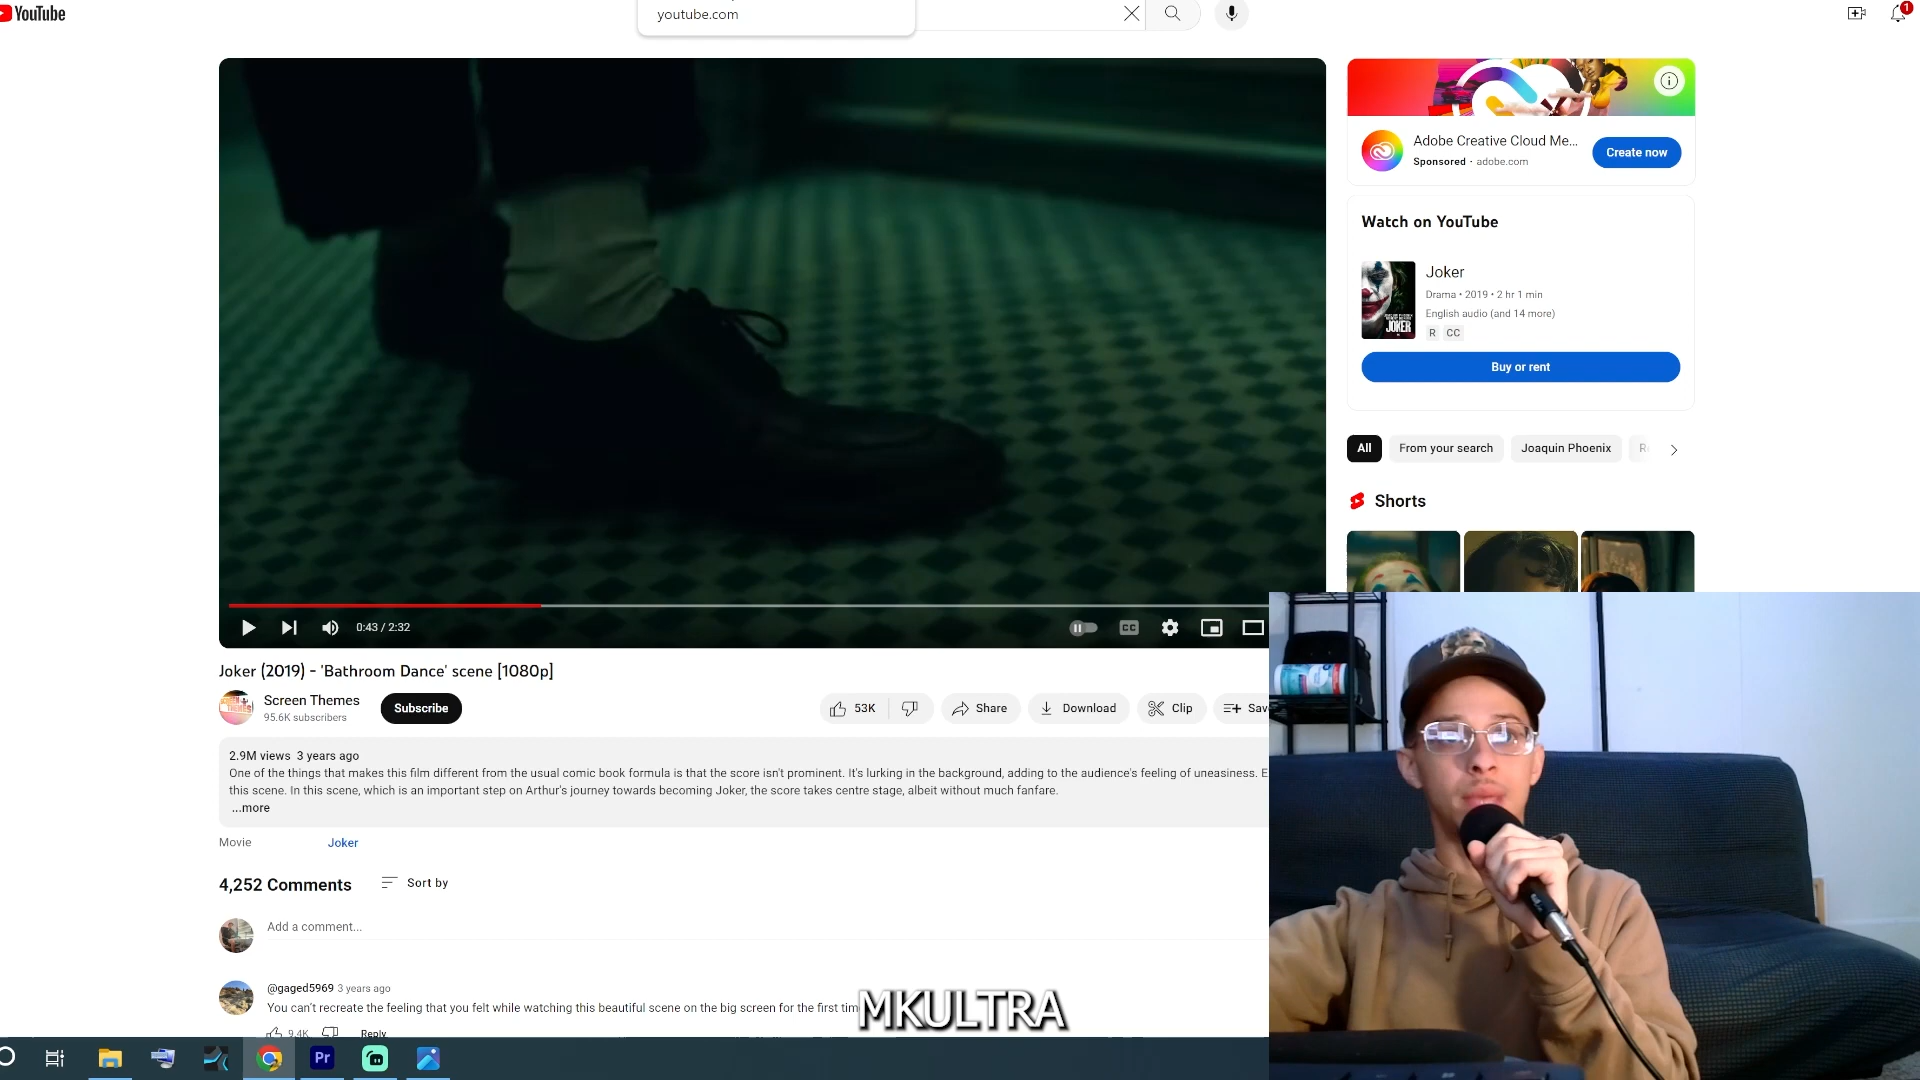 YouTube
youtube.com
1
Adobe Creative Cloud Me...
Sponsored · adobe.com
Create now
Watch on YouTube
Joker
Drama • 2019 • 2 hr 1 min
English audio (and 14 more)
R CC
JOKER
Buy or rent
All From your search Joaquin Phoenix
Shorts
0:43 / 2:32
CC
Joker (2019) - 'Bathroom Dance' scene [1080p]
Screen Themes
95.6K subscribers
Subscribe
53K Share Download Clip Sav
2.9M views 3 years ago
One of the things that makes this film different from the usual comic book formula is that the score isn't prominent. It's lurking in the background, adding to the audience's feeling of uneasiness.
this scene. In this scene, which is an important step on Arthur's journey towards becoming Joker, the score takes centre stage, albeit without much fanfare.
...more
Movie Joker
4,252 Comments Sort by
Add a comment...
@gaged5969 3 years ago
You can't recreate the feeling that you felt while watching this beautiful scene on the big screen for the first tim
9.4K Reply
MKULTRA
Pr